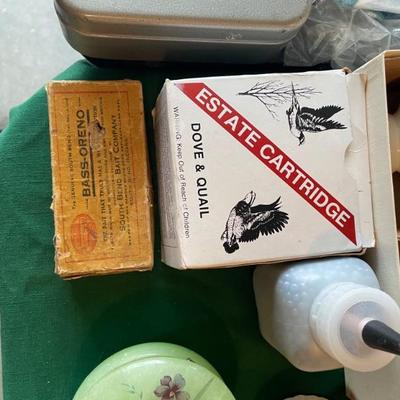 THE GENUINE SOUTH BEND
BASS-ORENO
THE BAIT THAT HAS A
SOUTH BEND BAIT COMPANY
ESTATE CARTRIDGE
DOVE & QUAIL
WARNING: Keep Out of Reach of Children